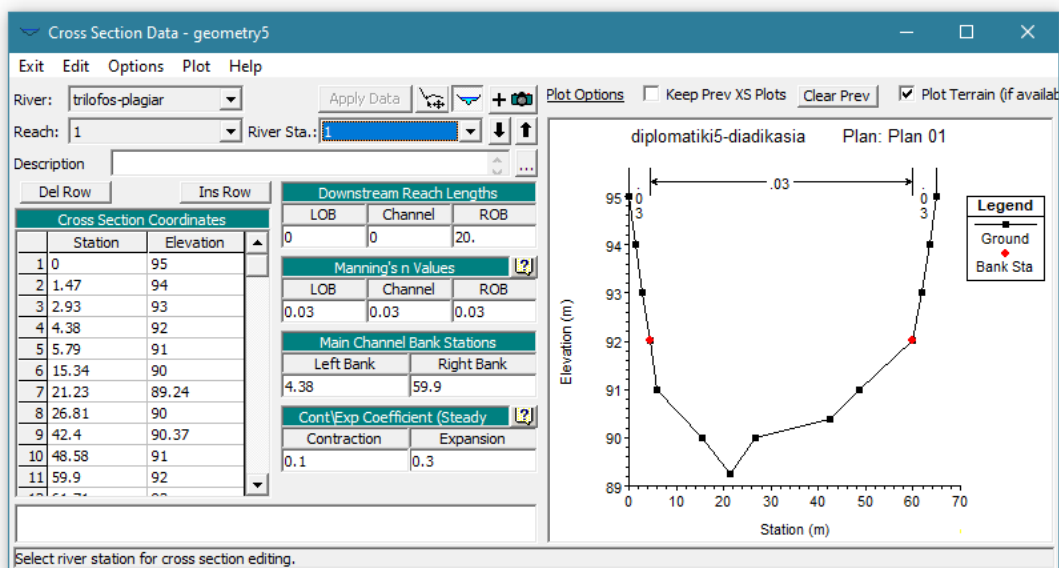 Cross Section Data - geometry5
Exit Edit Options Plot Help
River: trilofos-plagiar Apply Data
Reach: 1 River Sta.: 1
Description ...
Del Row Ins Row
Cross Section Coordinates
Station Elevation
1 0 95
2 1.47 94
3 2.93 93
4 4.38 92
5 5.79 91
6 15.34 90
7 21.23 89.24
8 26.81 90
9 42.4 90.37
10 48.58 91
11 59.9 92
Downstream Reach Lengths
LOB Channel ROB
0 0 20.
Manning's n Values
LOB Channel ROB
0.03 0.03 0.03
Main Channel Bank Stations
Left Bank Right Bank
4.38 59.9
Cont\Exp Coefficient (Steady
Contraction Expansion
0.1 0.3
Plot Options Keep Prev XS Plots Clear Prev Plot Terrain (if availab
diplomatiki5-diadikasia Plan: Plan 01
.03 .03 .03
95
94
93
92
91
90
89
Elevation (m)
0 10 20 30 40 50 60 70
Station (m)
Legend
Ground
Bank Sta
Select river station for cross section editing.